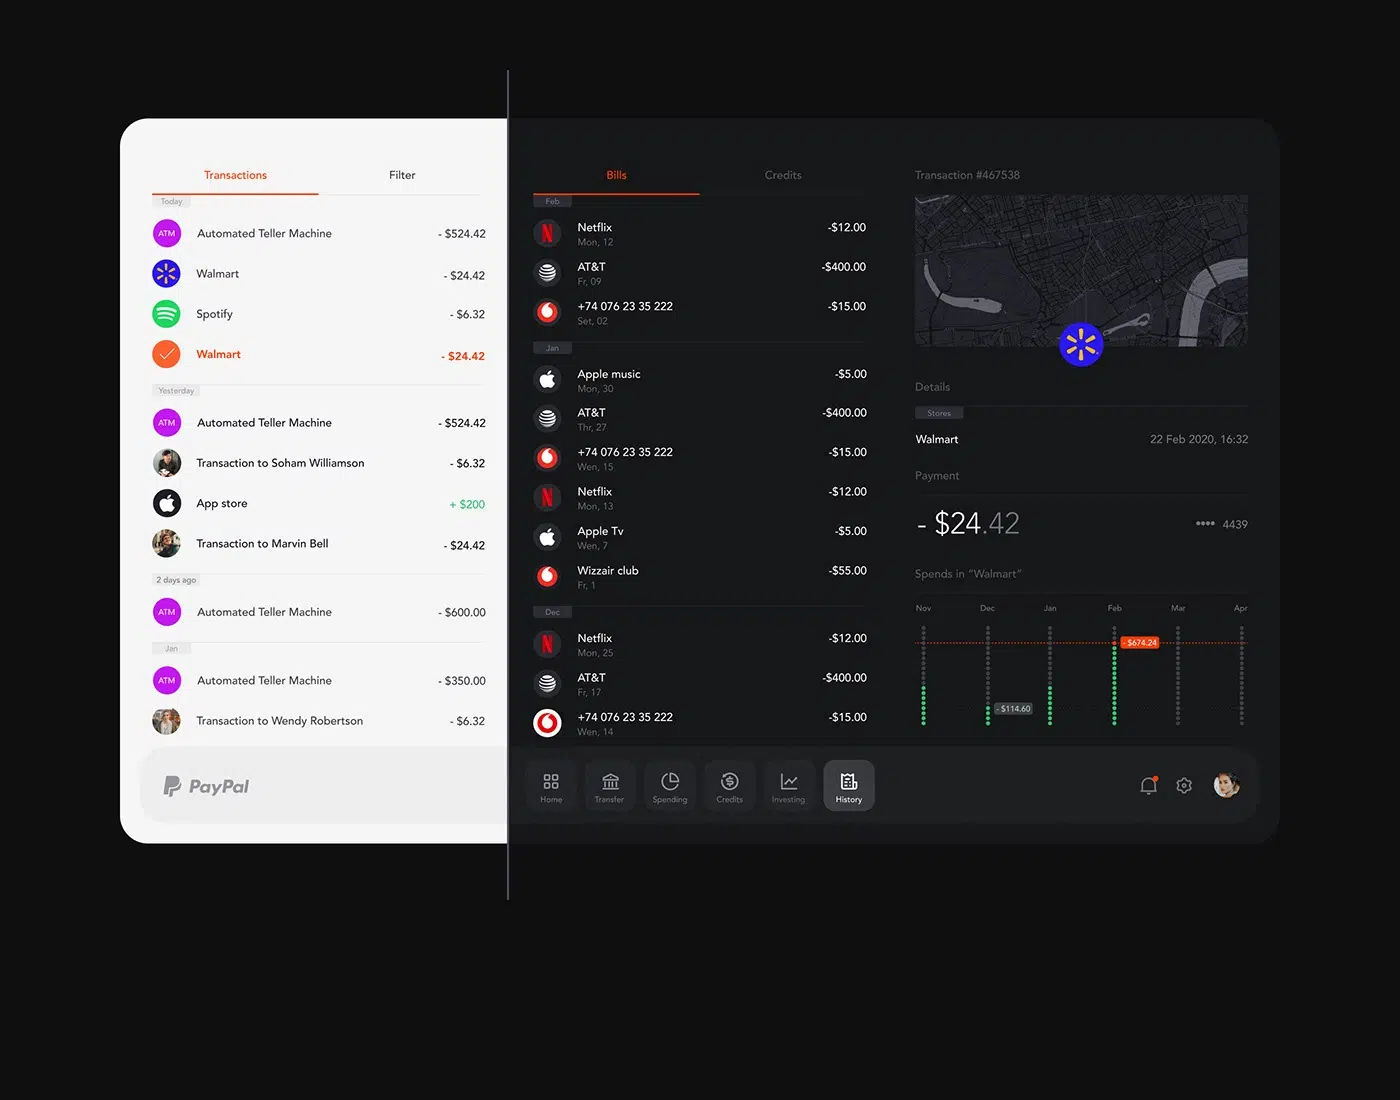 Transactions Filter
Today
ATM Automated Teller Machine - $524.42
Walmart - $24.42
Spotify - $6.32
Walmart - $24.42
Yesterday
ATM Automated Teller Machine - $524.42
Transaction to Soham Williamson - $6.32
App store + $200
Transaction to Marvin Bell - $24.42
2 days ago
ATM Automated Teller Machine - $600.00
Jan
ATM Automated Teller Machine - $350.00
Transaction to Wendy Robertson - $6.32
Bills Credits
Feb
Netflix -$12.00
Mon, 12
AT&T -$400.00
Fr, 09
+74 076 23 35 222 -$15.00
Set, 02
Jan
Apple music -$5.00
Mon, 30
AT&T -$400.00
Thr, 27
+74 076 23 35 222 -$15.00
Wen, 15
Netflix -$12.00
Mon, 13
Apple Tv -$5.00
Wen, 7
Wizzair club -$55.00
Fr, 1
Dec
Netflix -$12.00
Mon, 25
AT&T -$400.00
Fr, 17
+74 076 23 35 222 -$15.00
Wen, 14
Transaction #467538
Details
Stores
Walmart 22 Feb 2020, 16:32
Payment
- $24.42 •••• 4439
Spends in “Walmart”
Nov Dec Jan Feb Mar Apr
- $674.24
- $114.60
PayPal
Home Transfer Spending Credits Investing History